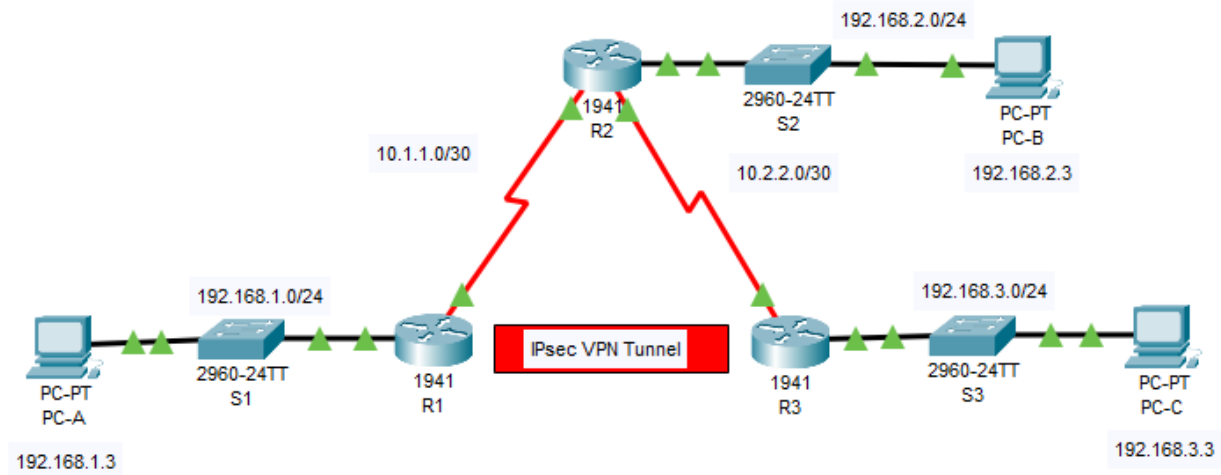 192.168.2.0/24
1941
R2
2960-24TT
S2
PC-PT
PC-B
192.168.2.3
10.1.1.0/30
10.2.2.0/30
192.168.1.0/24
192.168.3.0/24
IPsec VPN Tunnel
PC-PT
PC-A
192.168.1.3
2960-24TT
S1
1941
R1
1941
R3
2960-24TT
S3
PC-PT
PC-C
192.168.3.3